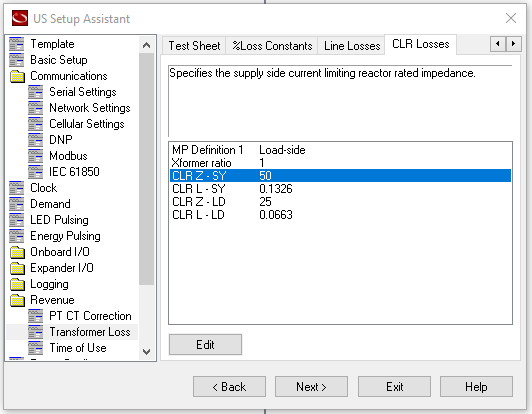 US Setup Assistant
Template
Basic Setup
Communications
Serial Settings
Network Settings
Cellular Settings
DNP
Modbus
IEC 61850
Clock
Demand
LED Pulsing
Energy Pulsing
Onboard I/O
Expander I/O
Logging
Revenue
PT CT Correction
Transformer Loss
Time of Use
Test Sheet %Loss Constants Line Losses CLR Losses
Specifies the supply side current limiting reactor rated impedance.
MP Definition 1 Load-side
Xformer ratio 1
CLR Z - SY 50
CLR L - SY 0.1326
CLR Z - LD 25
CLR L - LD 0.0663
Edit
< Back Next > Exit Help